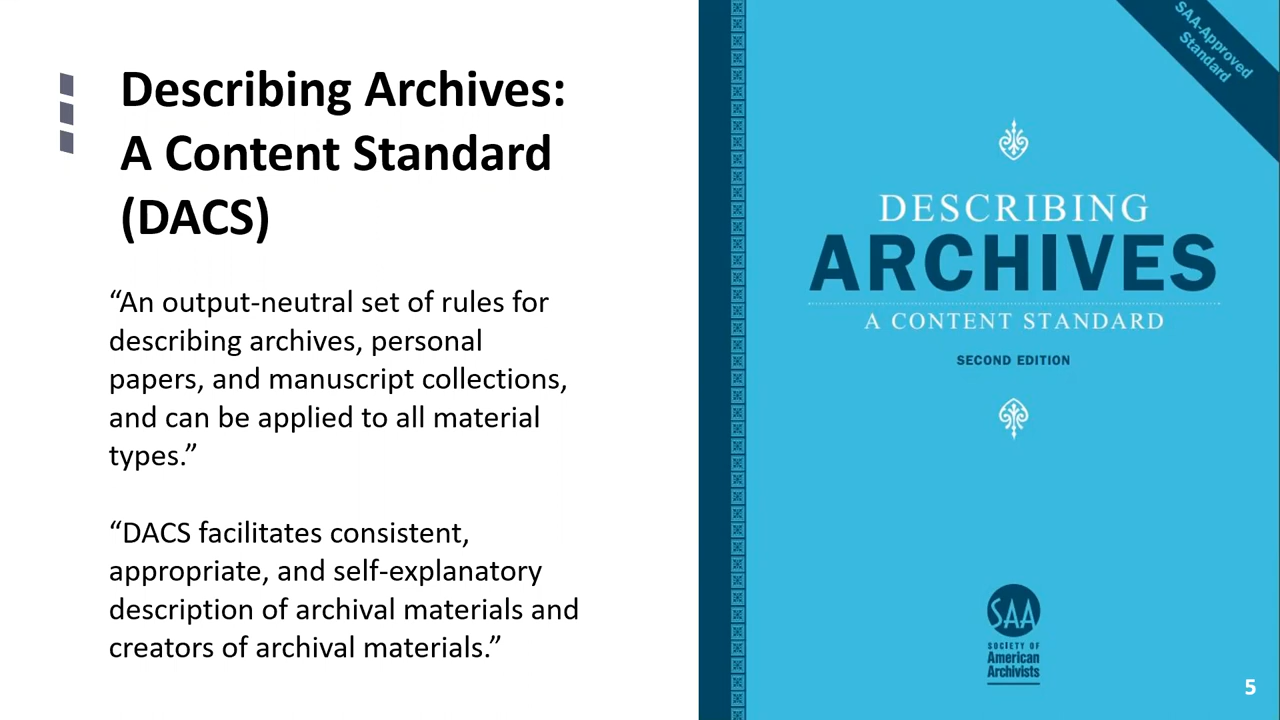 Describing Archives:
A Content Standard
(DACS)
“An output-neutral set of rules for
describing archives, personal
papers, and manuscript collections,
and can be applied to all material
types.”
“DACS facilitates consistent,
appropriate, and self-explanatory
description of archival materials and
creators of archival materials.”
SAA-Approved
Standard
DESCRIBING
ARCHIVES
A CONTENT STANDARD
SECOND EDITION
SAA
SOCIETY OF
American
Archivists
5